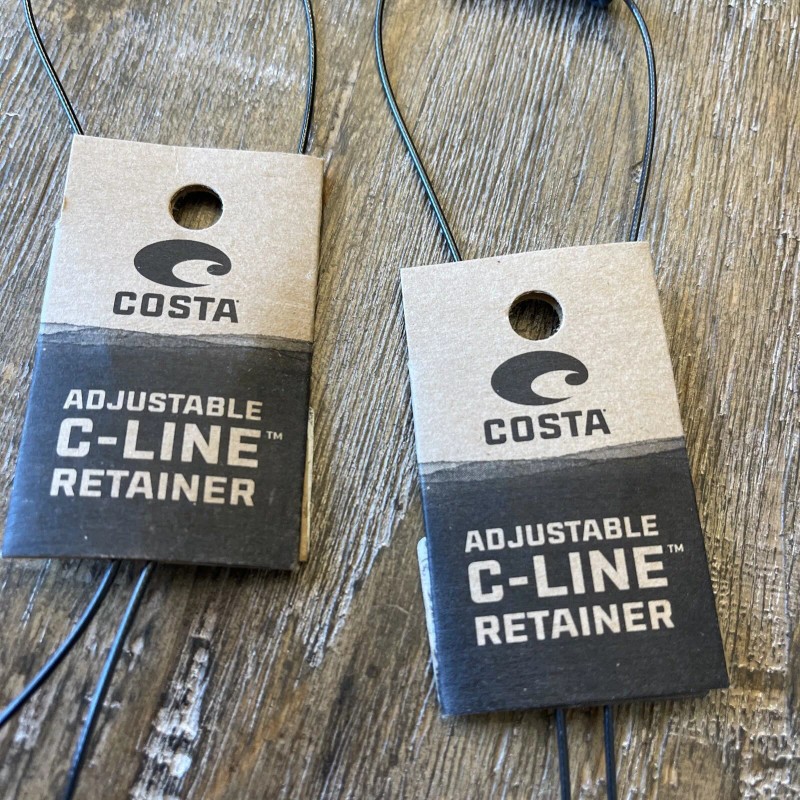 COSTA
ADJUSTABLE
C-LINE™
RETAINER
COSTA
ADJUSTABLE
C-LINE™
RETAINER